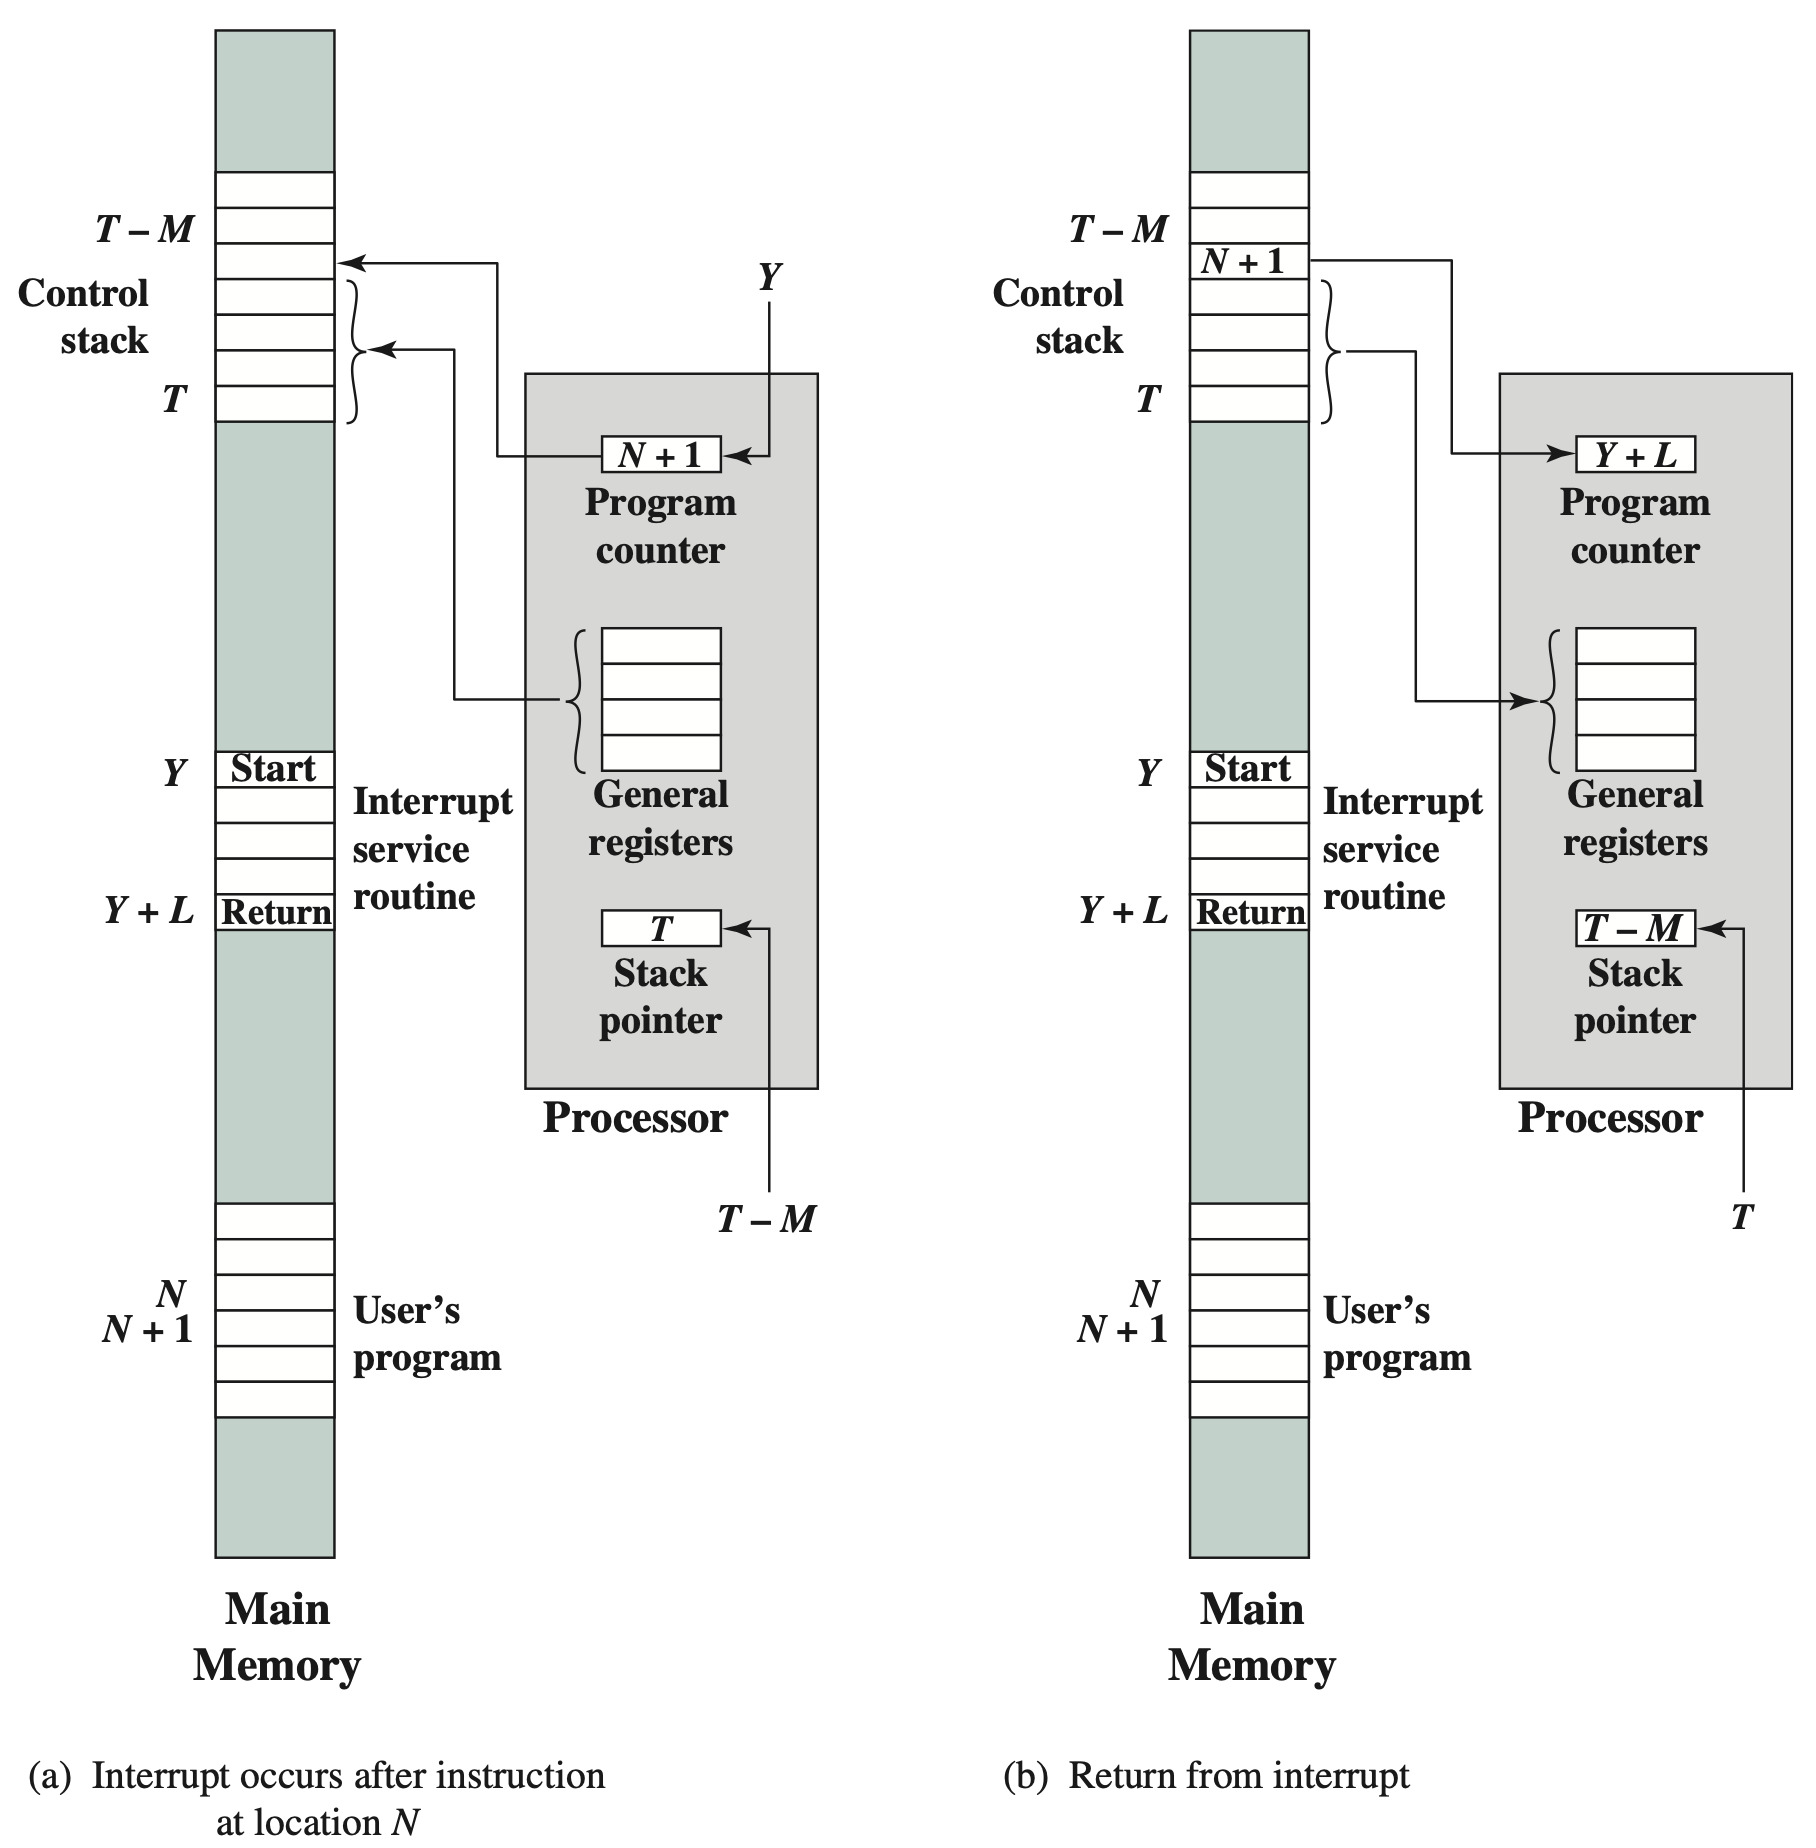 T – M
Control
stack
T
Y
N + 1
Program
counter
General
registers
T
Stack
pointer
Processor
T – M
Y
Start
Interrupt
service
routine
Y + L
Return
N
N + 1
User’s
program
Main
Memory
(a) Interrupt occurs after instruction
at location N
T – M
N + 1
Control
stack
T
Y + L
Program
counter
General
registers
T – M
Stack
pointer
Processor
T
Y
Start
Interrupt
service
routine
Y + L
Return
N
N + 1
User’s
program
Main
Memory
(b) Return from interrupt